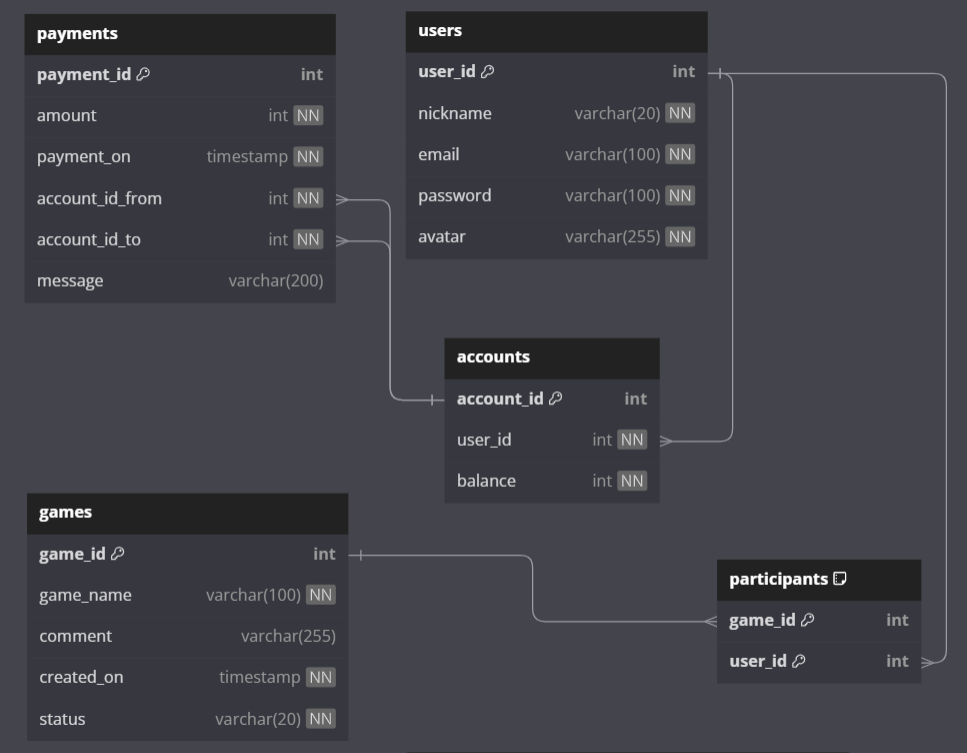 payments
payment_id int
amount int NN
payment_on timestamp NN
account_id_from int NN
account_id_to int NN
message varchar(200)
users
user_id int
nickname varchar(20) NN
email varchar(100) NN
password varchar(100) NN
avatar varchar(255) NN
accounts
account_id int
user_id int NN
balance int NN
games
game_id int
game_name varchar(100) NN
comment varchar(255)
created_on timestamp NN
status varchar(20) NN
participants
game_id int
user_id int